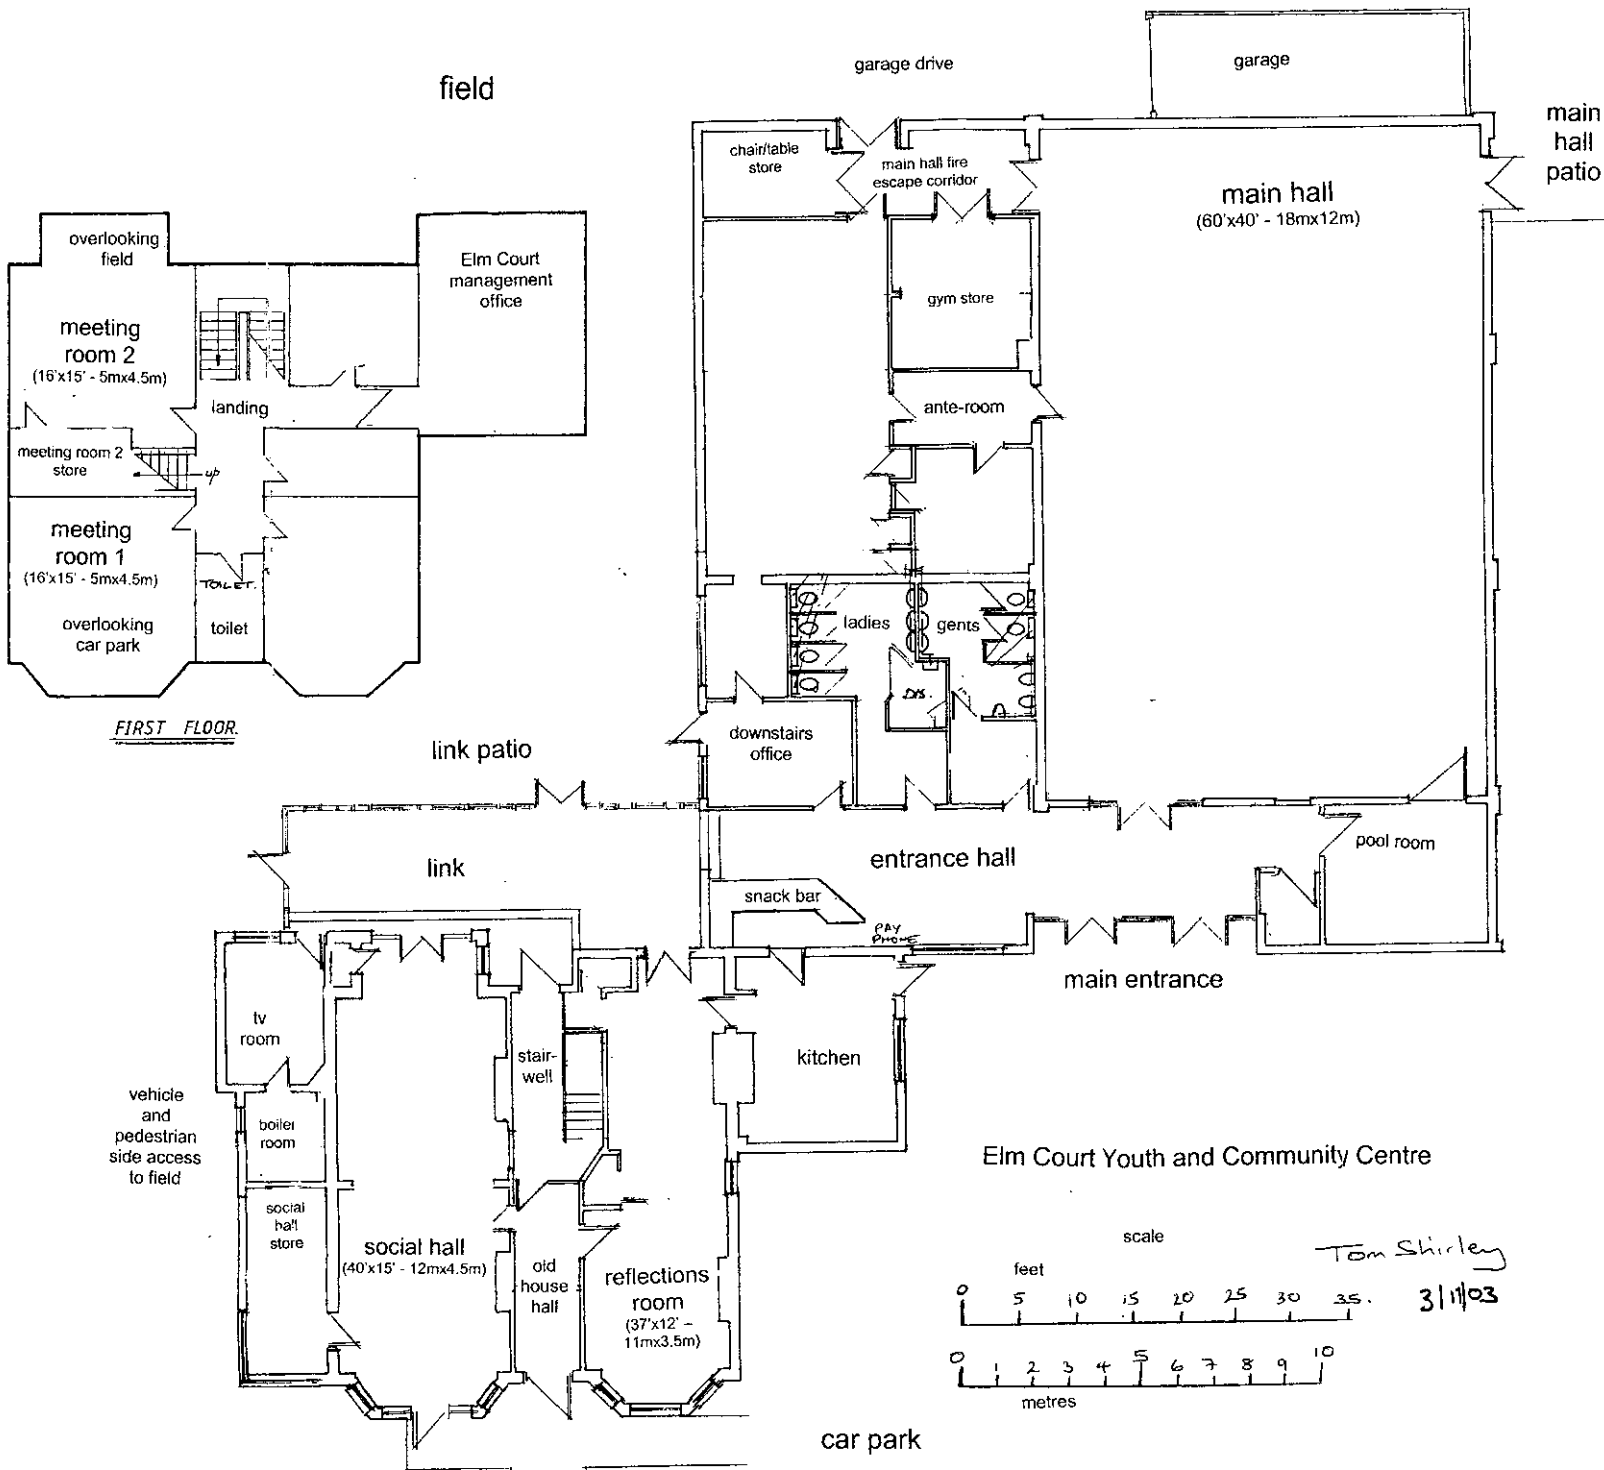 field
garage drive
garage
main
hall
patio
chair/table
store
main hall fire
escape corridor
main hall
(60'x40' - 18mx12m)
gym store
ante-room
ladies
gents
DIS.
downstairs
office
overlooking
field
Elm Court
management
office
meeting
room 2
(16'x15' - 5mx4.5m)
landing
meeting room 2
store
up
meeting
room 1
(16'x15' - 5mx4.5m)
TOILET.
toilet
overlooking
car park
FIRST FLOOR.
link patio
link
entrance hall
snack bar
PAY
PHONE
pool room
main entrance
tv
room
stair-
well
kitchen
vehicle
and
pedestrian
side access
to field
boiler
room
social
hall
store
social hall
(40'x15' - 12mx4.5m)
old
house
hall
reflections
room
(37'x12' –
11mx3.5m)
Elm Court Youth and Community Centre
scale
Tom Shirley
3/11/03
feet
0 5 10 15 20 25 30 35.
0 1 2 3 4 5 6 7 8 9 10
metres
car park